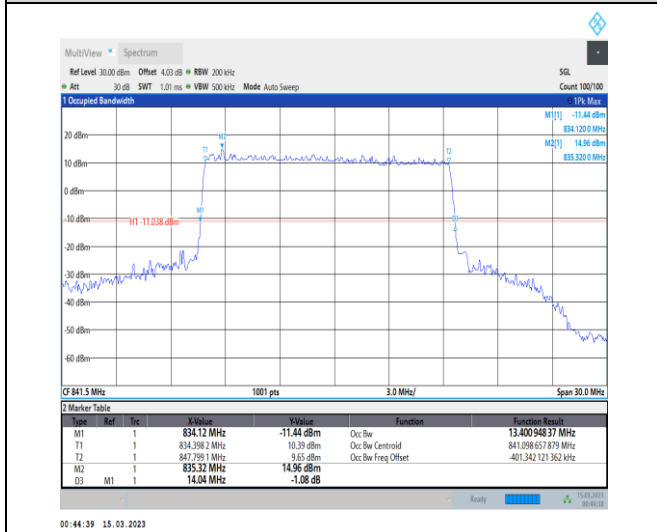 MultiView Spectrum
Ref Level 30.00 dBm Offset 4.03 dB RBW 200 kHz SGL
Att 30 dB SWT 1.01 ms VBW 500 kHz Mode Auto Sweep Count 100/100
1 Occupied Bandwidth 1Pk Max
M1[1] -11.44 dBm
834.120 0 MHz
M2[1] 14.96 dBm
835.320 0 MHz
20 dBm
M2
T1
T2
10 dBm
0 dBm
M1
-10 dBm
H1 -11.038 dBm
D3
-20 dBm
-30 dBm
-40 dBm
-50 dBm
-60 dBm
CF 841.5 MHz 1001 pts 3.0 MHz/ Span 30.0 MHz
2 Marker Table
Type Ref Trc X-Value Y-Value Function Function Result
M1 1 834.12 MHz -11.44 dBm Occ Bw 13.400 948 37 MHz
T1 1 834.398 2 MHz 10.39 dBm Occ Bw Centroid 841.098 657 879 MHz
T2 1 847.799 1 MHz 9.65 dBm Occ Bw Freq Offset -401.342 121 362 kHz
M2 1 835.32 MHz 14.96 dBm
D3 M1 1 14.04 MHz -1.08 dB
Ready 15.03.2023
00:44:38
00:44:39 15.03.2023